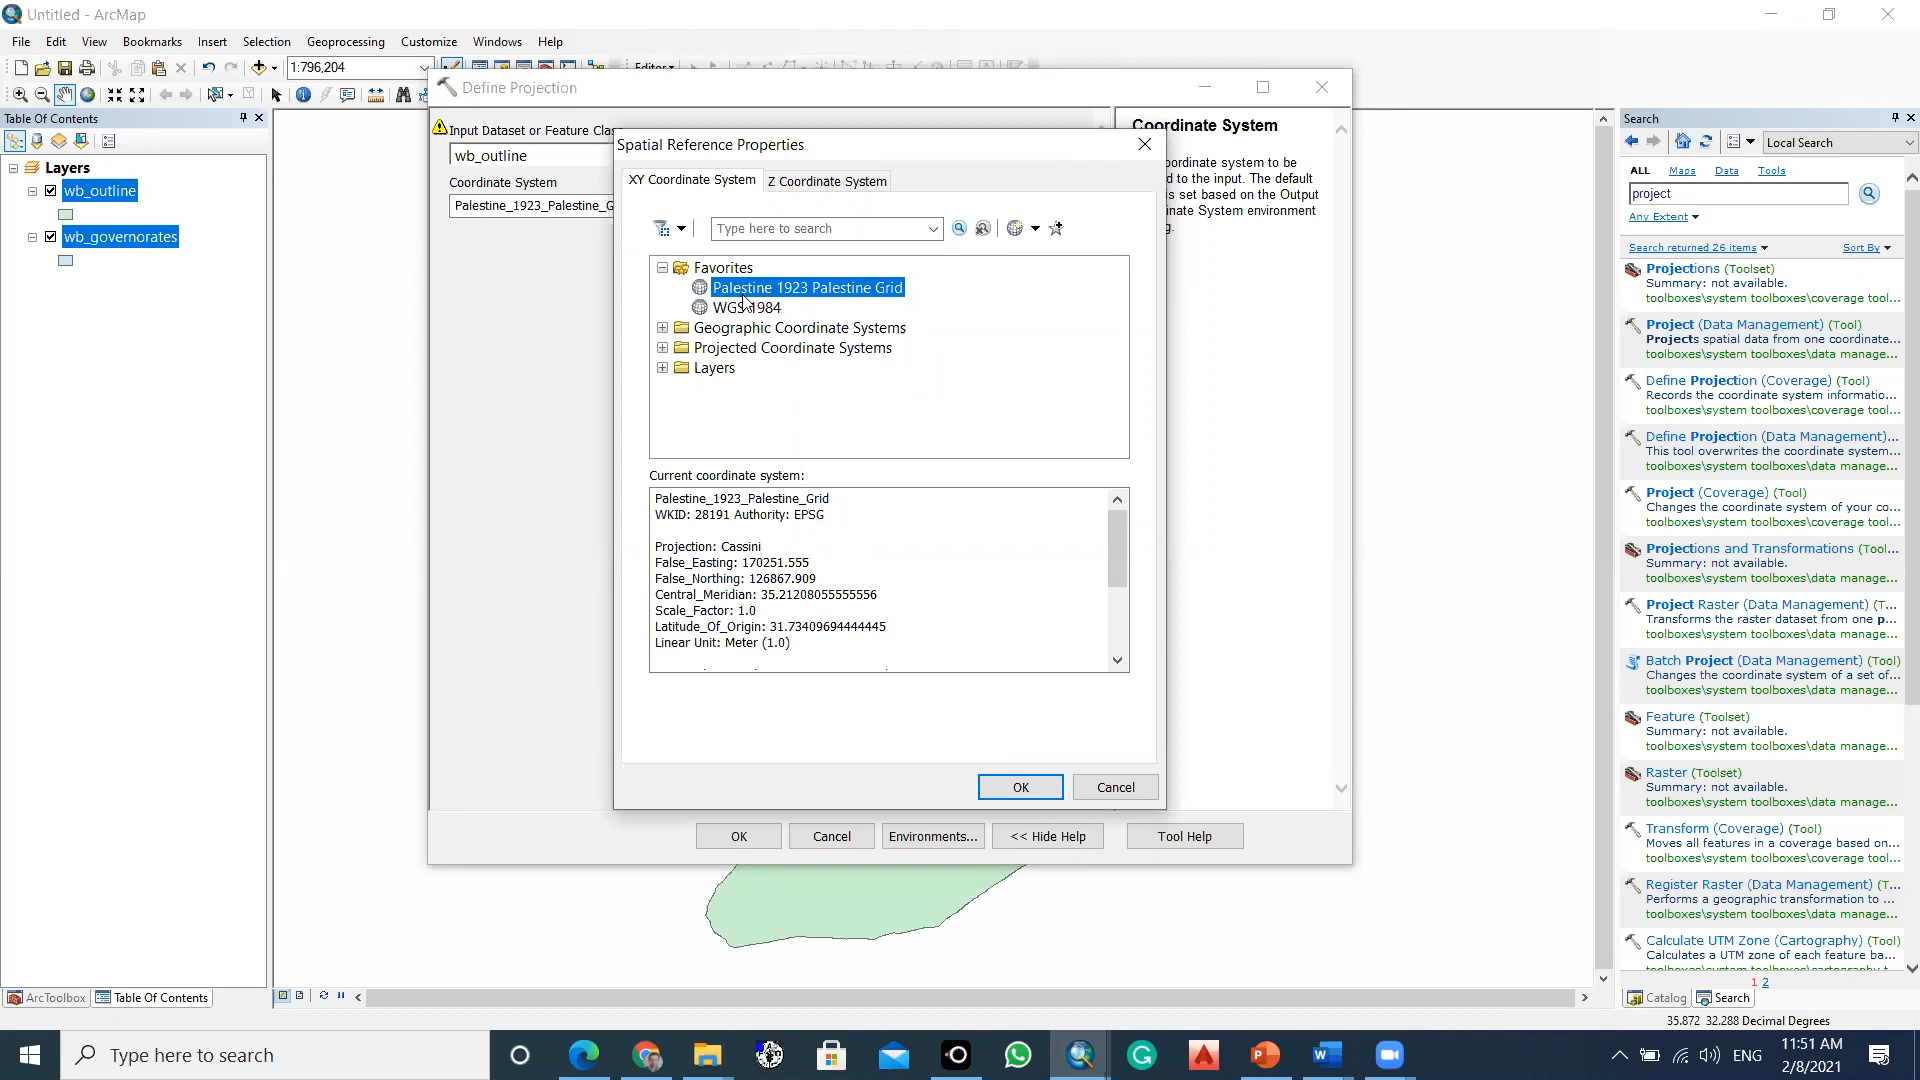 Untitled - ArcMap
File Edit View Bookmarks Insert Selection Geoprocessing Customize Windows Help
1:796,204
Editor
Table Of Contents
Layers
wb_outline
wb_governorates
ArcToolbox
Table Of Contents
Define Projection
Input Dataset or Feature Clas
wb_outline
Coordinate System
Palestine_1923_Palestine_G
Coordinate System
oordinate system to be
d to the input. The default
is set based on the Output
inate System environment
g.
OK
Cancel
Environments...
<< Hide Help
Tool Help
Spatial Reference Properties
XY Coordinate System
Z Coordinate System
Type here to search
Favorites
Palestine 1923 Palestine Grid
WGS 1984
Geographic Coordinate Systems
Projected Coordinate Systems
Layers
Current coordinate system:
Palestine_1923_Palestine_Grid
WKID: 28191 Authority: EPSG
Projection: Cassini
False_Easting: 170251.555
False_Northing: 126867.909
Central_Meridian: 35.21208055555556
Scale_Factor: 1.0
Latitude_Of_Origin: 31.73409694444445
Linear Unit: Meter (1.0)
OK
Cancel
Search
Local Search
ALL Maps Data Tools
project
Any Extent
Search returned 26 items
Sort By
Projections (Toolset)
Summary: not available.
toolboxes\system toolboxes\coverage tool...
Project (Data Management) (Tool)
Projects spatial data from one coordinate...
toolboxes\system toolboxes\data manage...
Define Projection (Coverage) (Tool)
Records the coordinate system informatio...
toolboxes\system toolboxes\coverage tool...
Define Projection (Data Management)...
This tool overwrites the coordinate system...
toolboxes\system toolboxes\data manage...
Project (Coverage) (Tool)
Changes the coordinate system of your co...
toolboxes\system toolboxes\coverage tool...
Projections and Transformations (Tool...
Summary: not available.
toolboxes\system toolboxes\data manage...
Project Raster (Data Management) (T...
Transforms the raster dataset from one p...
toolboxes\system toolboxes\data manage...
Batch Project (Data Management) (Tool)
Changes the coordinate system of a set of...
toolboxes\system toolboxes\data manage...
Feature (Toolset)
Summary: not available.
toolboxes\system toolboxes\data manage...
Raster (Toolset)
Summary: not available.
toolboxes\system toolboxes\data manage...
Transform (Coverage) (Tool)
Moves all features in a coverage based on...
toolboxes\system toolboxes\coverage tool...
Register Raster (Data Management) (T...
Performs a geographic transformation to ...
toolboxes\system toolboxes\data manage...
Calculate UTM Zone (Cartography) (Tool)
Calculates a UTM zone of each feature ba...
1 2
Catalog
Search
35.872 32.288 Decimal Degrees
Type here to search
ENG
11:51 AM
2/8/2021